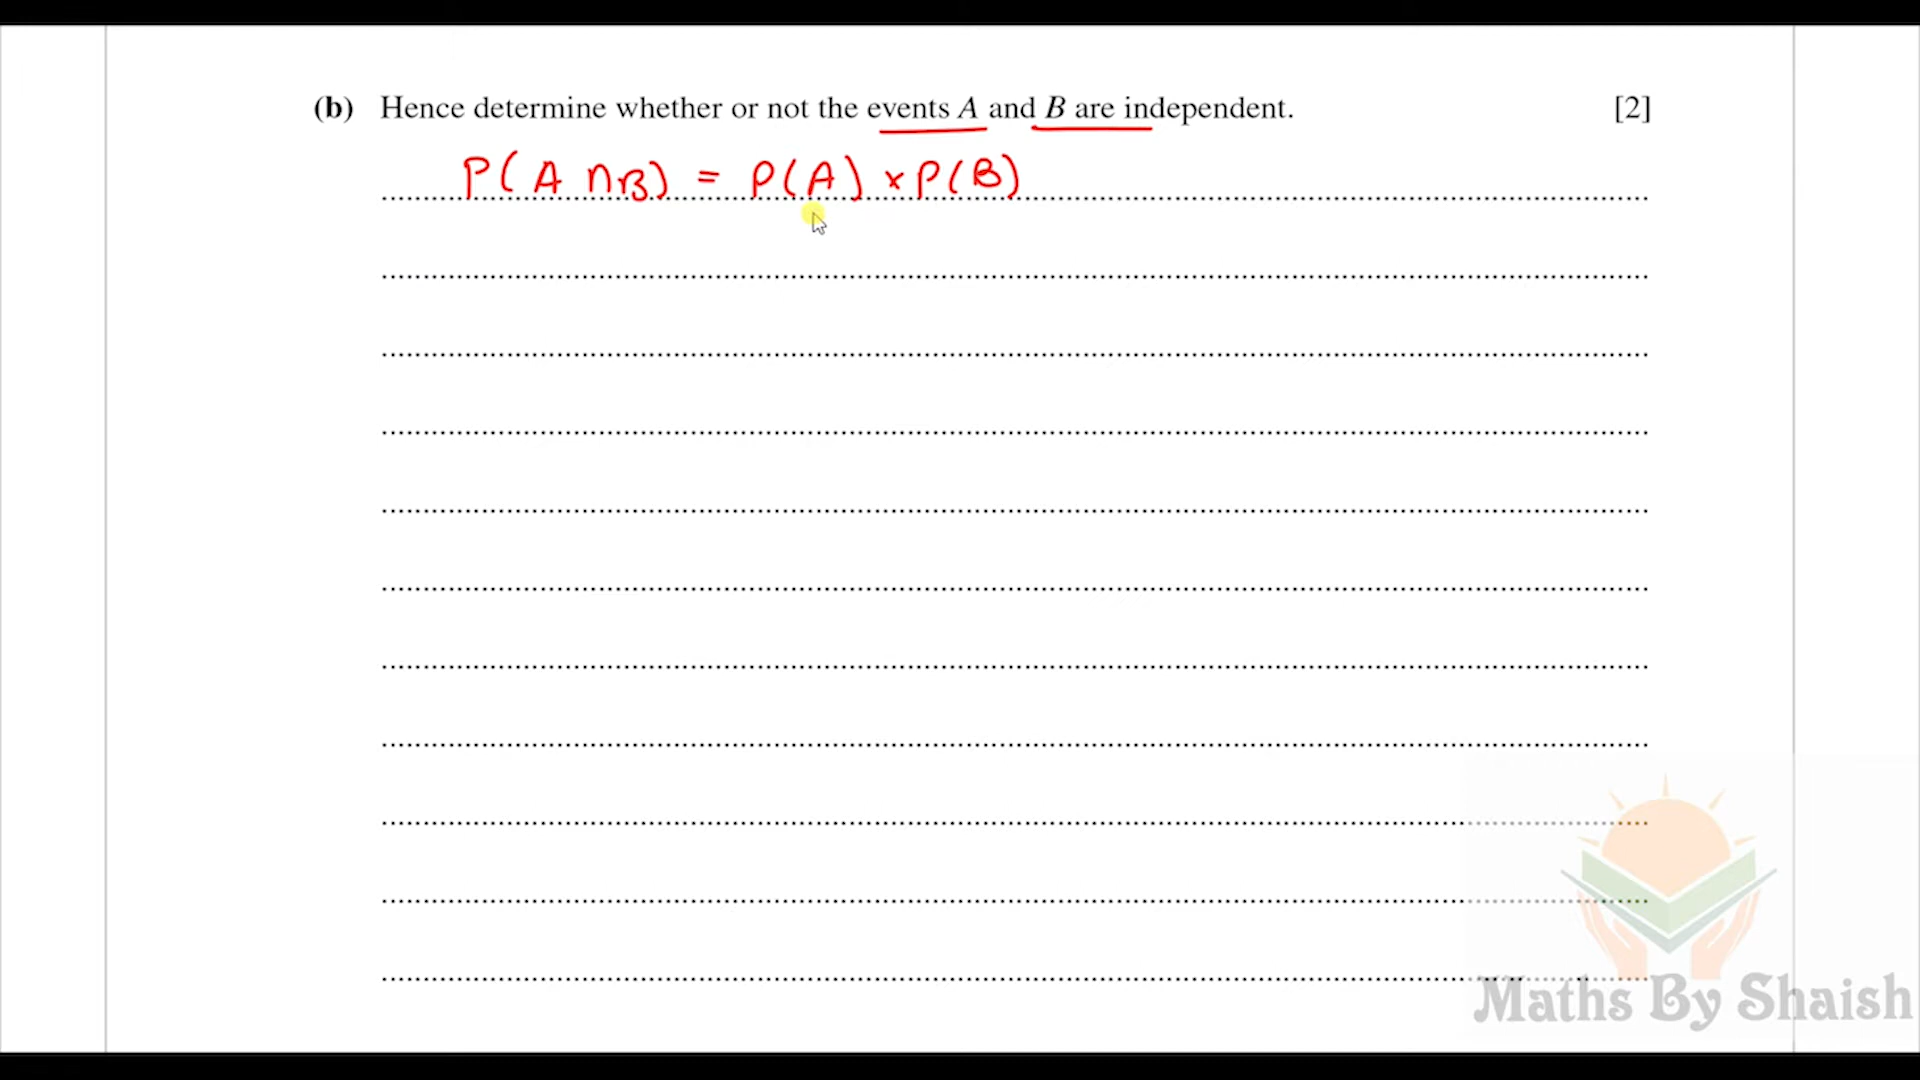 (b) Hence determine whether or not the events A and B are independent. [2]
P(A ∩ B) = P(A) × P(B)
Maths By Shaish